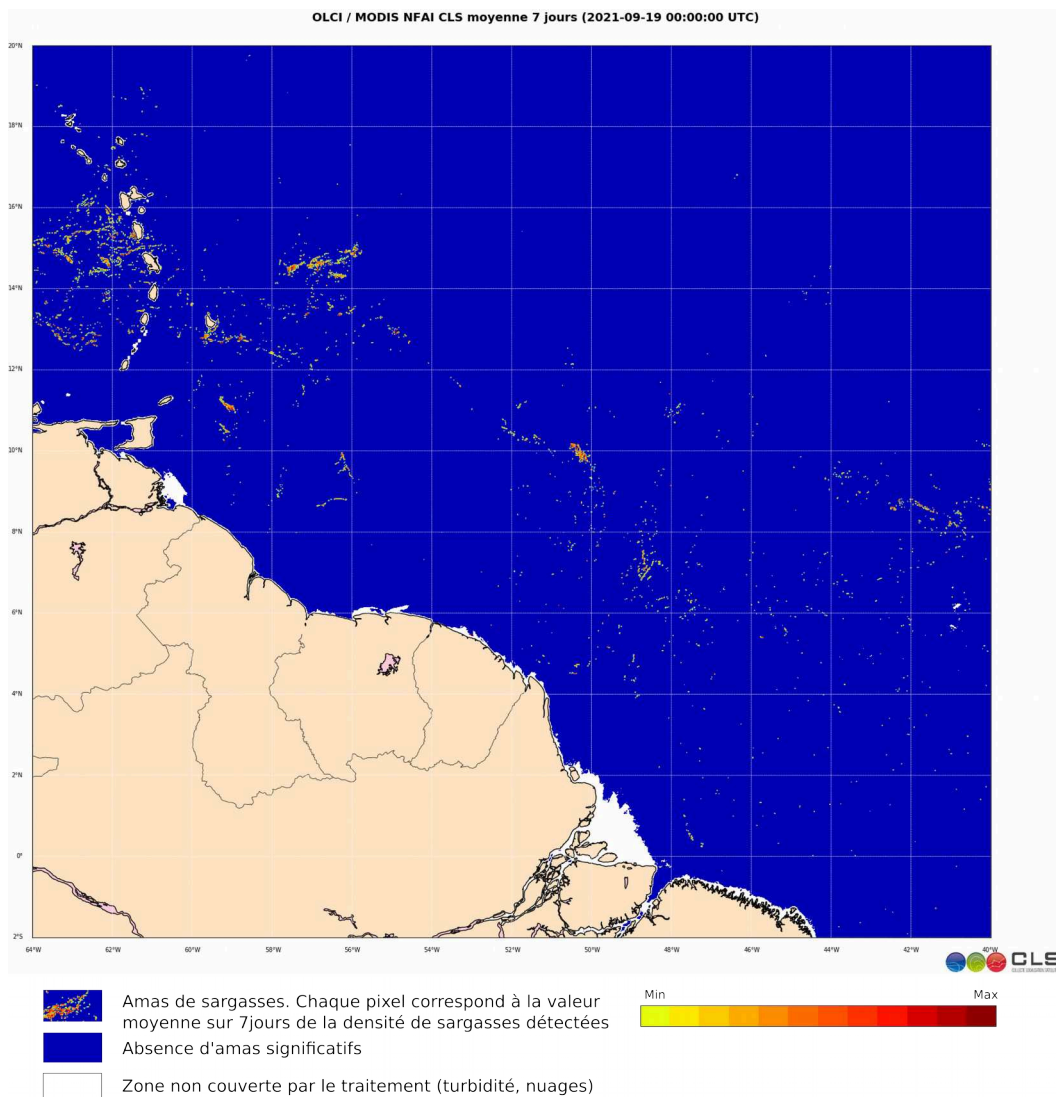 OLCI / MODIS NFAI CLS moyenne 7 jours (2021-09-19 00:00:00 UTC)
20°N
18°N
16°N
14°N
12°N
10°N
8°N
6°N
4°N
2°N
0°
2°S
64°W 62°W 60°W 58°W 56°W 54°W 52°W 50°W 48°W 46°W 44°W 42°W 40°W
CLS
Amas de sargasses. Chaque pixel correspond à la valeur
moyenne sur 7jours de la densité de sargasses détectées
Min Max
Absence d'amas significatifs
Zone non couverte par le traitement (turbidité, nuages)